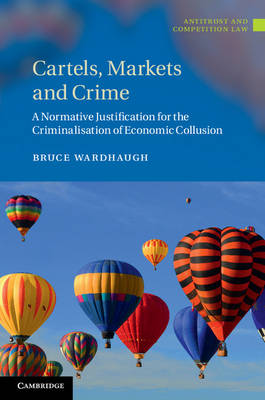 ANTITRUST AND
COMPETITION LAW
Cartels, Markets
and Crime
A Normative Justification for the
Criminalisation of Economic Collusion
BRUCE WARDHAUGH
CAMBRIDGE